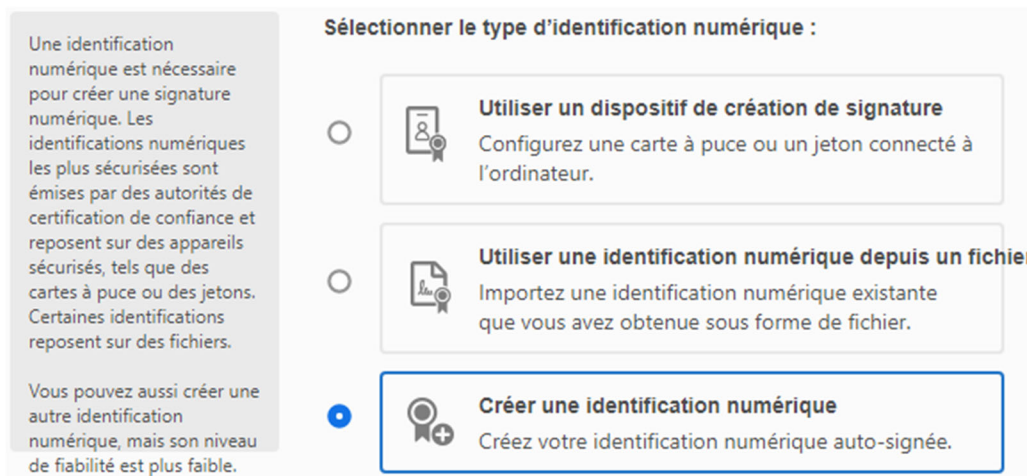 Une identification
numérique est nécessaire
pour créer une signature
numérique. Les
identifications numériques
les plus sécurisées sont
émises par des autorités de
certification de confiance et
reposent sur des appareils
sécurisés, tels que des
cartes à puce ou des jetons.
Certaines identifications
reposent sur des fichiers.
Vous pouvez aussi créer une
autre identification
numérique, mais son niveau
de fiabilité est plus faible.
Sélectionner le type d’identification numérique :
Utiliser un dispositif de création de signature
Configurez une carte à puce ou un jeton connecté à
l’ordinateur.
Utiliser une identification numérique depuis un fichier
Importez une identification numérique existante
que vous avez obtenue sous forme de fichier.
Créer une identification numérique
Créez votre identification numérique auto-signée.